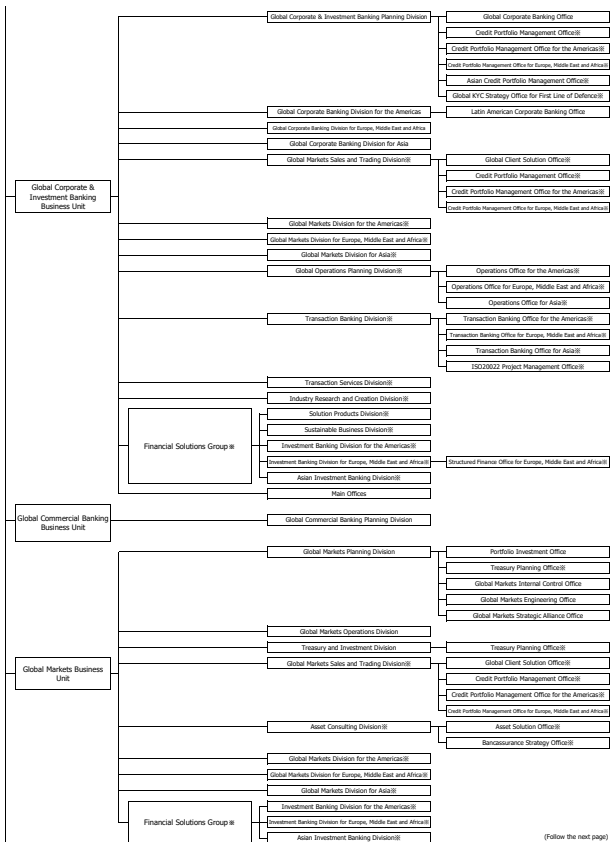 Global Corporate & Investment Banking Planning Division
Global Corporate Banking Office
Credit Portfolio Management Office※
Credit Portfolio Management Office for the Americas※
Credit Portfolio Management Office for Europe, Middle East and Africa※
Asian Credit Portfolio Management Office※
Global KYC Strategy Office for First Line of Defence※
Global Corporate Banking Division for the Americas
Latin American Corporate Banking Office
Global Corporate Banking Division for Europe, Middle East and Africa
Global Corporate Banking Division for Asia
Global Markets Sales and Trading Division※
Global Client Solution Office※
Credit Portfolio Management Office※
Credit Portfolio Management Office for the Americas※
Credit Portfolio Management Office for Europe, Middle East and Africa※
Global Corporate &
Investment Banking
Business Unit
Global Markets Division for the Americas※
Global Markets Division for Europe, Middle East and Africa※
Global Markets Division for Asia※
Global Operations Planning Division※
Operations Office for the Americas※
Operations Office for Europe, Middle East and Africa※
Operations Office for Asia※
Transaction Banking Division※
Transaction Banking Office for the Americas※
Transaction Banking Office for Europe, Middle East and Africa※
Transaction Banking Office for Asia※
ISO20022 Project Management Office※
Transaction Services Division※
Industry Research and Creation Division※
Financial Solutions Group※
Solution Products Division※
Sustainable Business Division※
Investment Banking Division for the Americas※
Investment Banking Division for Europe, Middle East and Africa※
Structured Finance Office for Europe, Middle East and Africa※
Asian Investment Banking Division※
Main Offices
Global Commercial Banking
Business Unit
Global Commercial Banking Planning Division
Global Markets Business
Unit
Global Markets Planning Division
Portfolio Investment Office
Treasury Planning Office※
Global Markets Internal Control Office
Global Markets Engineering Office
Global Markets Strategic Alliance Office
Global Markets Operations Division
Treasury and Investment Division
Treasury Planning Office※
Global Markets Sales and Trading Division※
Global Client Solution Office※
Credit Portfolio Management Office※
Credit Portfolio Management Office for the Americas※
Credit Portfolio Management Office for Europe, Middle East and Africa※
Asset Consulting Division※
Asset Solution Office※
Bancassurance Strategy Office※
Global Markets Division for the Americas※
Global Markets Division for Europe, Middle East and Africa※
Global Markets Division for Asia※
Financial Solutions Group※
Investment Banking Division for the Americas※
Investment Banking Division for Europe, Middle East and Africa※
Asian Investment Banking Division※
(Follow the next page)